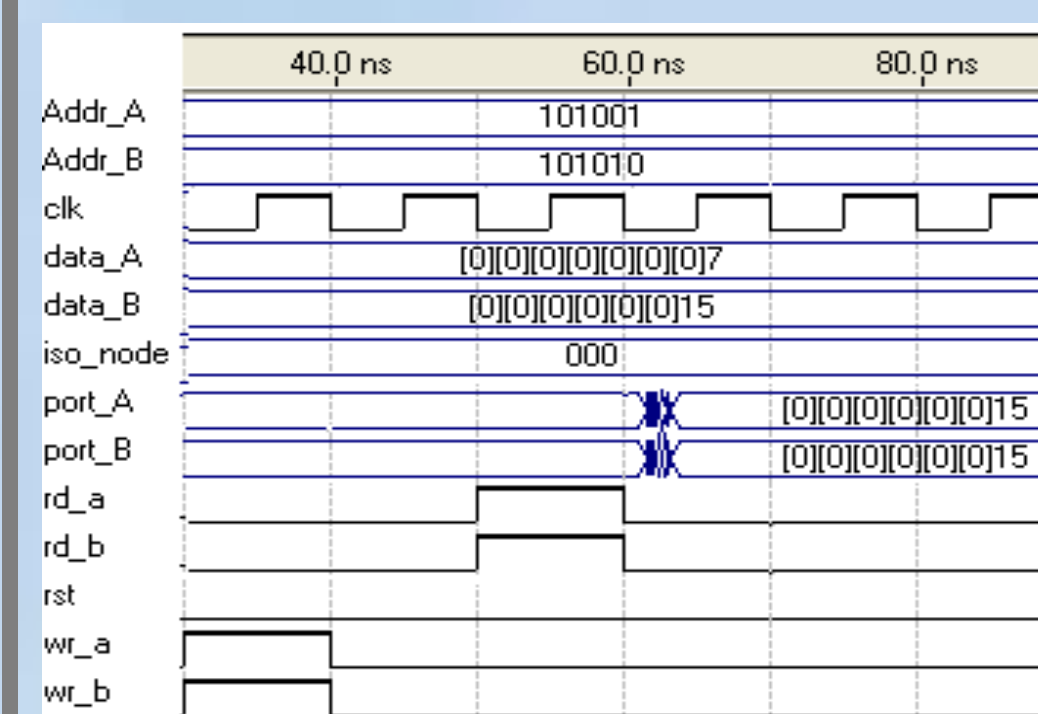 40.0 ns 60.0 ns 80.0 ns
Addr_A 101001
Addr_B 101010
clk
data_A [0][0][0][0][0][0][0]7
data_B [0][0][0][0][0][0]15
iso_node 000
port_A [0][0][0][0][0][0]15
port_B [0][0][0][0][0][0]15
rd_a
rd_b
rst
wr_a
wr_b